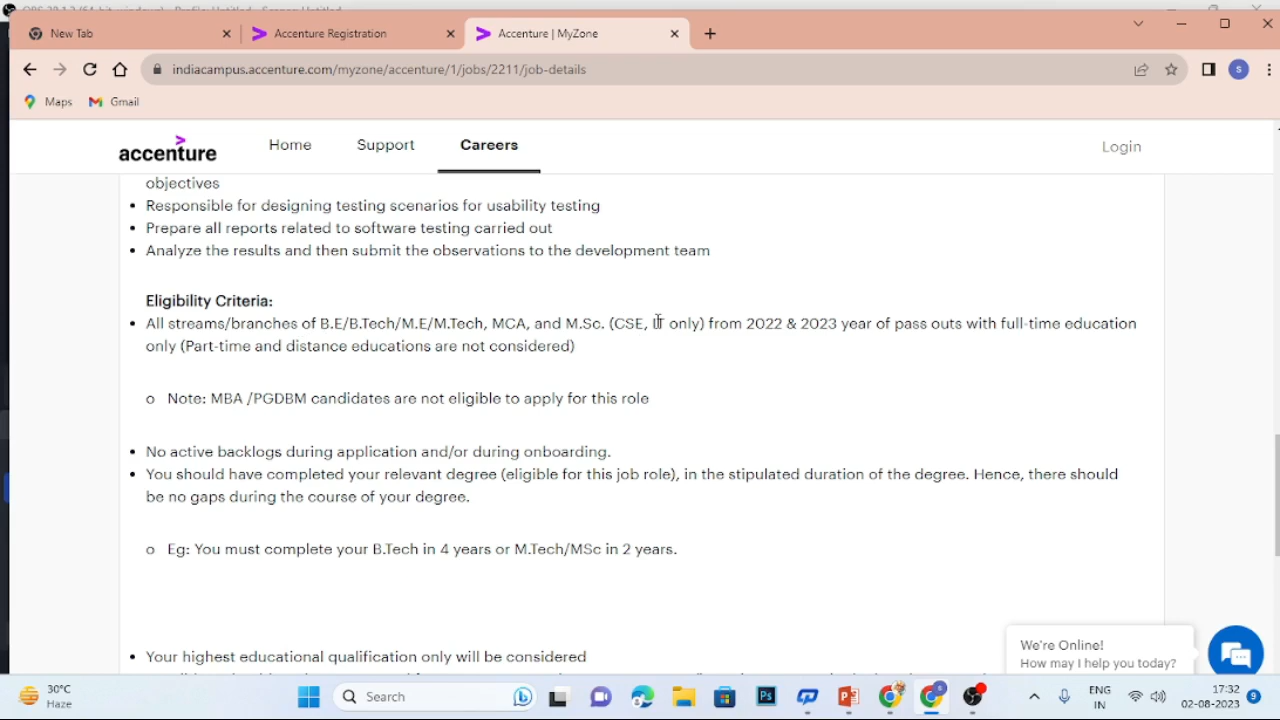 New Tab
Accenture Registration
Accenture | MyZone
indiacampus.accenture.com/myzone/accenture/1/jobs/2211/job-details
S
Maps
Gmail
accenture
Home
Support
Careers
Login
objectives
• Responsible for designing testing scenarios for usability testing
• Prepare all reports related to software testing carried out
• Analyze the results and then submit the observations to the development team
Eligibility Criteria:
• All streams/branches of B.E/B.Tech/M.E/M.Tech, MCA, and M.Sc. (CSE, IT only) from 2022 & 2023 year of pass outs with full-time education
only (Part-time and distance educations are not considered)
o Note: MBA /PGDBM candidates are not eligible to apply for this role
• No active backlogs during application and/or during onboarding.
• You should have completed your relevant degree (eligible for this job role), in the stipulated duration of the degree. Hence, there should
be no gaps during the course of your degree.
o Eg: You must complete your B.Tech in 4 years or M.Tech/MSc in 2 years.
• Your highest educational qualification only will be considered
We're Online!
How may I help you today?
30°C
Haze
Search
ENG
IN
17:32
02-08-2023
9